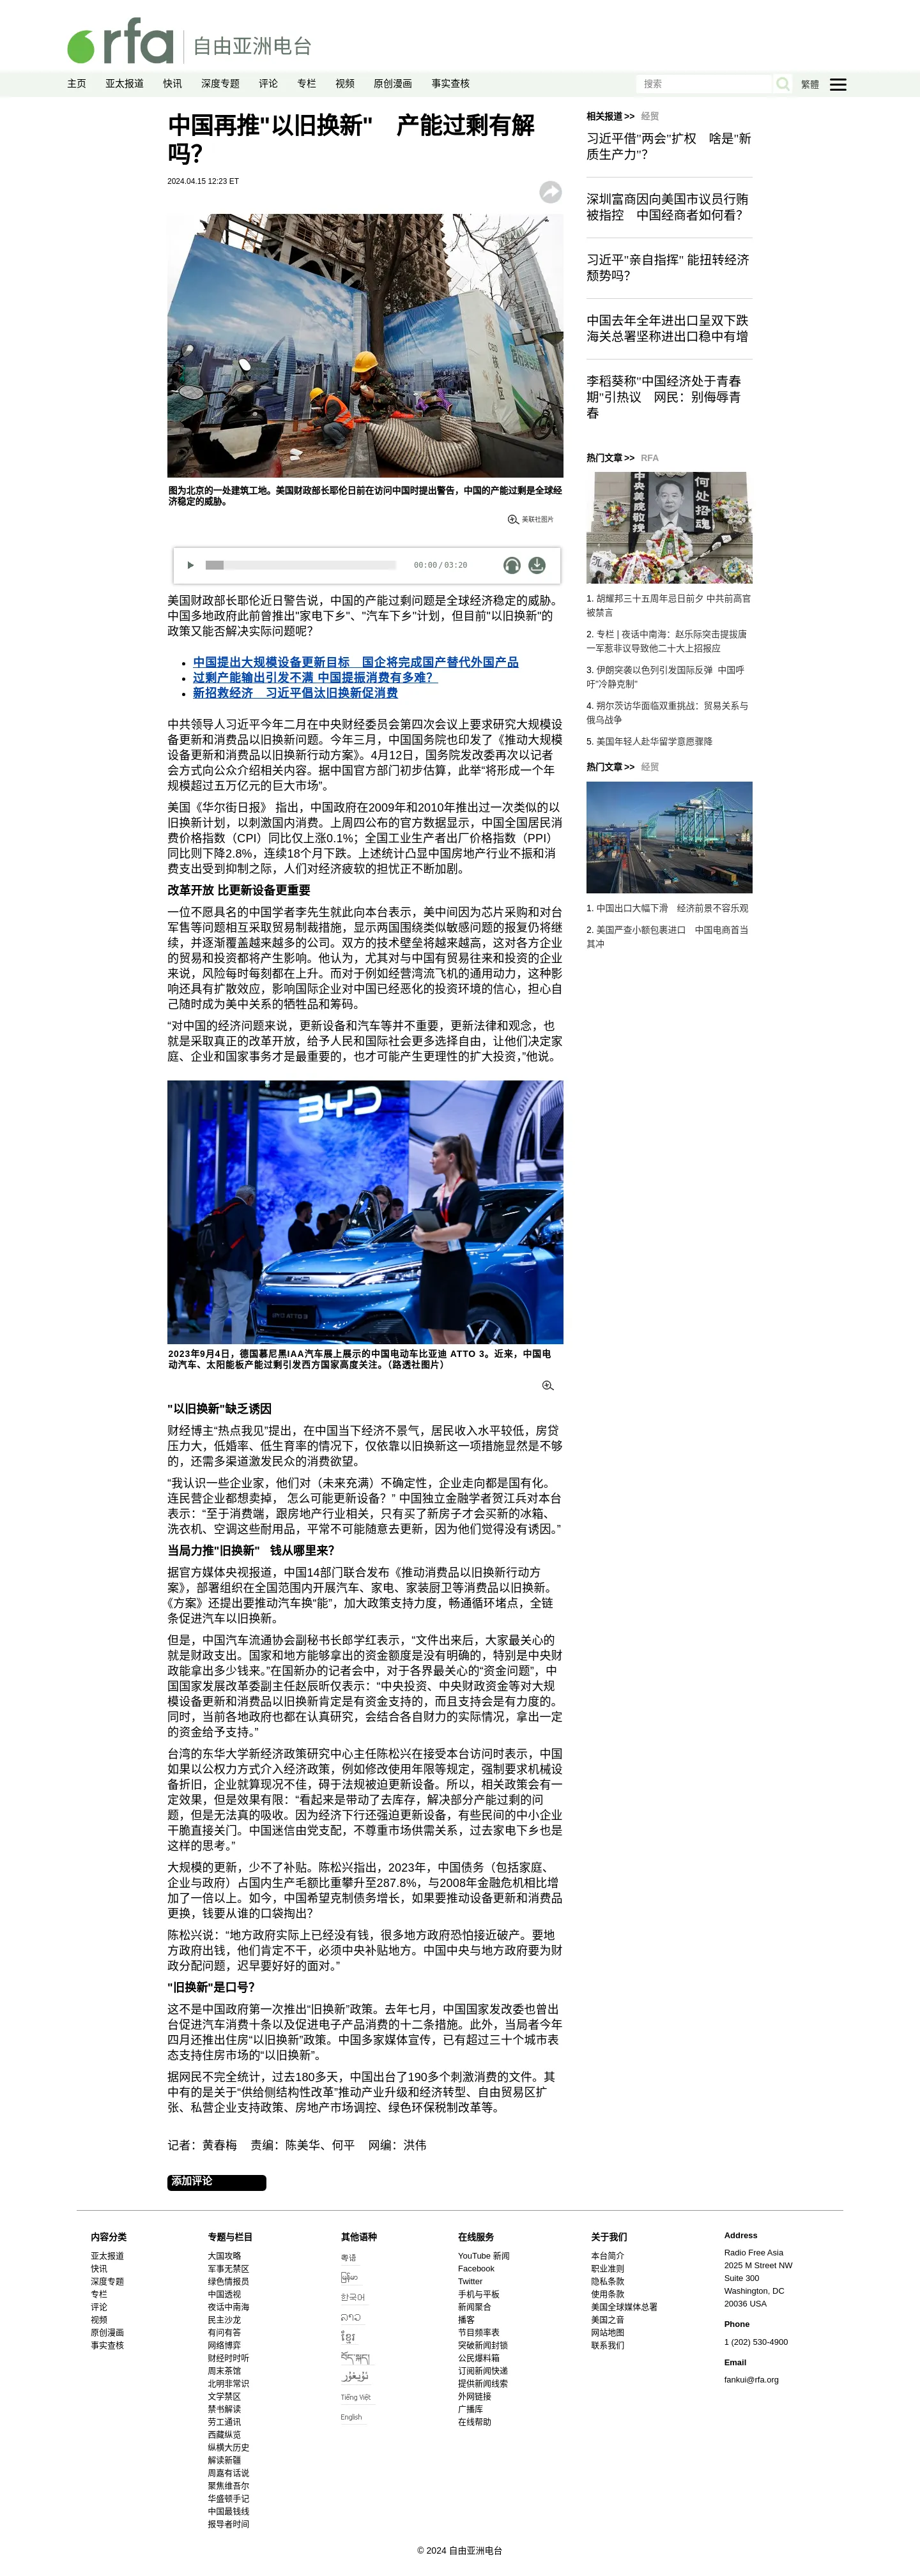 rfa 自由亚洲电台
主页 亚太报道 快讯 深度专题 评论 专栏 视频 原创漫画 事实查核
搜索
繁體
中国再推"以旧换新" 产能过剩有解
吗？
2024.04.15 12:23 ET
CBD
核心区
图为北京的一处建筑工地。美国财政部长耶伦日前在访问中国时提出警告，中国的产能过剩是全球经
济稳定的威胁。
美联社图片
00:00/03:20
美国财政部长耶伦近日警告说，中国的产能过剩问题是全球经济稳定的威胁。
中国多地政府此前曾推出"家电下乡"、"汽车下乡"计划，但目前"以旧换新"的
政策又能否解决实际问题呢？
中国提出大规模设备更新目标 国企将完成国产替代外国产品
过剩产能输出引发不满 中国提振消费有多难？
新招救经济 习近平倡汰旧换新促消费
中共领导人习近平今年二月在中央财经委员会第四次会议上要求研究大规模设
备更新和消费品以旧换新问题。今年三月，中国国务院也印发了《推动大规模
设备更新和消费品以旧换新行动方案》。4月12日，国务院发改委再次以记者
会方式向公众介绍相关内容。据中国官方部门初步估算，此举“将形成一个年
规模超过五万亿元的巨大市场”。
美国《华尔街日报》 指出，中国政府在2009年和2010年推出过一次类似的以
旧换新计划，以刺激国内消费。上周四公布的官方数据显示，中国全国居民消
费价格指数（CPI）同比仅上涨0.1%；全国工业生产者出厂价格指数（PPI）
同比则下降2.8%，连续18个月下跌。上述统计凸显中国房地产行业不振和消
费支出受到抑制之际，人们对经济疲软的担忧正不断加剧。
改革开放 比更新设备更重要
一位不愿具名的中国学者李先生就此向本台表示，美中间因为芯片采购和对台
军售等问题相互采取贸易制裁措施，显示两国围绕类似敏感问题的报复仍将继
续，并逐渐覆盖越来越多的公司。双方的技术壁垒将越来越高，这对各方企业
的贸易和投资都将产生影响。他认为，尤其对与中国有贸易往来和投资的企业
来说，风险每时每刻都在上升。而对于例如经营湾流飞机的通用动力，这种影
响还具有扩散效应，影响国际企业对中国已经恶化的投资环境的信心，担心自
己随时成为美中关系的牺牲品和筹码。
“对中国的经济问题来说，更新设备和汽车等并不重要，更新法律和观念，也
就是采取真正的改革开放，给予人民和国际社会更多选择自由，让他们决定家
庭、企业和国家事务才是最重要的，也才可能产生更理性的扩大投资，”他说。
BYD
BYD ATTO 3
2023年9月4日，德国慕尼黑IAA汽车展上展示的中国电动车比亚迪 ATTO 3。近来，中国电
动汽车、太阳能板产能过剩引发西方国家高度关注。（路透社图片）
"以旧换新"缺乏诱因
财经博主“热点我见”提出，在中国当下经济不景气，居民收入水平较低，房贷
压力大，低婚率、低生育率的情况下，仅依靠以旧换新这一项措施显然是不够
的，还需多渠道激发民众的消费欲望。
“我认识一些企业家，他们对（未来充满）不确定性，企业走向都是国有化。
连民营企业都想卖掉， 怎么可能更新设备？” 中国独立金融学者贺江兵对本台
表示：“至于消费端，跟房地产行业相关，只有买了新房子才会买新的冰箱、
洗衣机、空调这些耐用品，平常不可能随意去更新，因为他们觉得没有诱因。”
当局力推"旧换新" 钱从哪里来？
据官方媒体央视报道，中国14部门联合发布《推动消费品以旧换新行动方
案》，部署组织在全国范围内开展汽车、家电、家装厨卫等消费品以旧换新。
《方案》还提出要推动汽车换“能”，加大政策支持力度，畅通循环堵点，全链
条促进汽车以旧换新。
但是，中国汽车流通协会副秘书长郎学红表示，“文件出来后，大家最关心的
就是财政支出。国家和地方能够拿出的资金额度是没有明确的，特别是中央财
政能拿出多少钱来。”在国新办的记者会中，对于各界最关心的“资金问题”，中
国国家发展改革委副主任赵辰昕仅表示：“中央投资、中央财政资金等对大规
模设备更新和消费品以旧换新肯定是有资金支持的，而且支持会是有力度的。
同时，当前各地政府也都在认真研究，会结合各自财力的实际情况，拿出一定
的资金给予支持。”
台湾的东华大学新经济政策研究中心主任陈松兴在接受本台访问时表示，中国
如果以公权力方式介入经济政策，例如修改使用年限等规定，强制要求机械设
备折旧，企业就算现况不佳，碍于法规被迫更新设备。所以，相关政策会有一
定效果，但是效果有限：“看起来是带动了去库存，解决部分产能过剩的问
题，但是无法真的吸收。因为经济下行还强迫更新设备，有些民间的中小企业
干脆直接关门。中国迷信由党支配，不尊重市场供需关系，过去家电下乡也是
这样的思考。”
大规模的更新，少不了补贴。陈松兴指出，2023年，中国债务（包括家庭、
企业与政府）占国内生产毛额比重攀升至287.8%，与2008年金融危机相比增
加了一倍以上。如今，中国希望克制债务增长，如果要推动设备更新和消费品
更换，钱要从谁的口袋掏出？
陈松兴说：“地方政府实际上已经没有钱，很多地方政府恐怕接近破产。要地
方政府出钱，他们肯定不干，必须中央补贴地方。中国中央与地方政府要为财
政分配问题，迟早要好好的面对。”
"旧换新"是口号？
这不是中国政府第一次推出“旧换新”政策。去年七月，中国国家发改委也曾出
台促进汽车消费十条以及促进电子产品消费的十二条措施。此外，当局者今年
四月还推出住房“以旧换新”政策。中国多家媒体宣传，已有超过三十个城市表
态支持住房市场的“以旧换新”。
据网民不完全统计，过去180多天，中国出台了190多个刺激消费的文件。其
中有的是关于“供给侧结构性改革”推动产业升级和经济转型、自由贸易区扩
张、私营企业支持政策、房地产市场调控、绿色环保税制改革等。
记者：黄春梅 责编：陈美华、何平 网编：洪伟
添加评论
相关报道 >> 经贸
习近平借"两会"扩权 啥是"新
质生产力"？
深圳富商因向美国市议员行贿
被指控 中国经商者如何看？
习近平"亲自指挥" 能扭转经济
颓势吗？
中国去年全年进出口呈双下跌
海关总署坚称进出口稳中有增
李稻葵称"中国经济处于青春
期"引热议 网民：别侮辱青
春
热门文章 >> RFA
中央美院教授
何处招魂
1. 胡耀邦三十五周年忌日前夕 中共前高官
被禁言
2. 专栏 | 夜话中南海：赵乐际突击提拔唐
一军惹非议导致他二十大上招报应
3. 伊朗突袭以色列引发国际反弹 中国呼
吁“冷静克制”
4. 朔尔茨访华面临双重挑战：贸易关系与
俄乌战争
5. 美国年轻人赴华留学意愿骤降
热门文章 >> 经贸
1. 中国出口大幅下滑 经济前景不容乐观
2. 美国严查小额包裹进口 中国电商首当
其冲
内容分类
亚太报道
快讯
深度专题
专栏
评论
视频
原创漫画
事实查核
专题与栏目
大国攻略
军事无禁区
绿色情报员
中国透视
夜话中南海
民主沙龙
有问有答
网络博弈
财经时时听
周末茶馆
北明非常识
文学禁区
禁书解读
劳工通讯
西藏纵览
纵横大历史
解读新疆
周嘉有话说
聚焦维吾尔
华盛顿手记
中国最钱线
报导者时间
其他语种
粤语
မြန်မာ
한국어
ລາວ
ខ្មែរ
བོད་སྐད།
ئۇيغۇر
Tiếng Việt
English
在线服务
YouTube 新闻
Facebook
Twitter
手机与平板
新闻聚合
播客
节目频率表
突破新闻封锁
公民爆料箱
订阅新闻快递
提供新闻线索
外网链接
广播库
在线帮助
关于我们
本台简介
职业准则
隐私条款
使用条款
美国全球媒体总署
美国之音
网站地图
联系我们
Address
Radio Free Asia
2025 M Street NW
Suite 300
Washington, DC
20036 USA
Phone
1 (202) 530-4900
Email
fankui@rfa.org
© 2024 自由亚洲电台